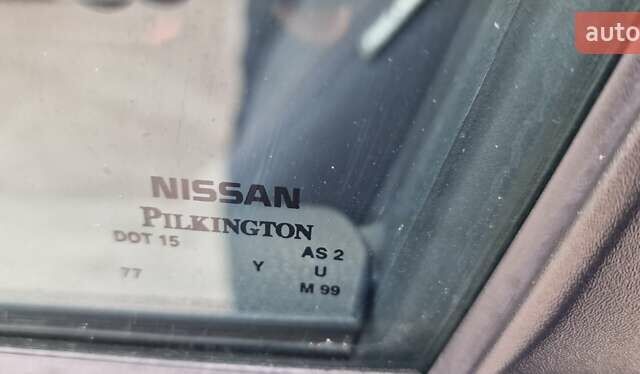 auto
NISSAN
PILKINGTON
DOT 15 AS 2
77 Y U
M 99